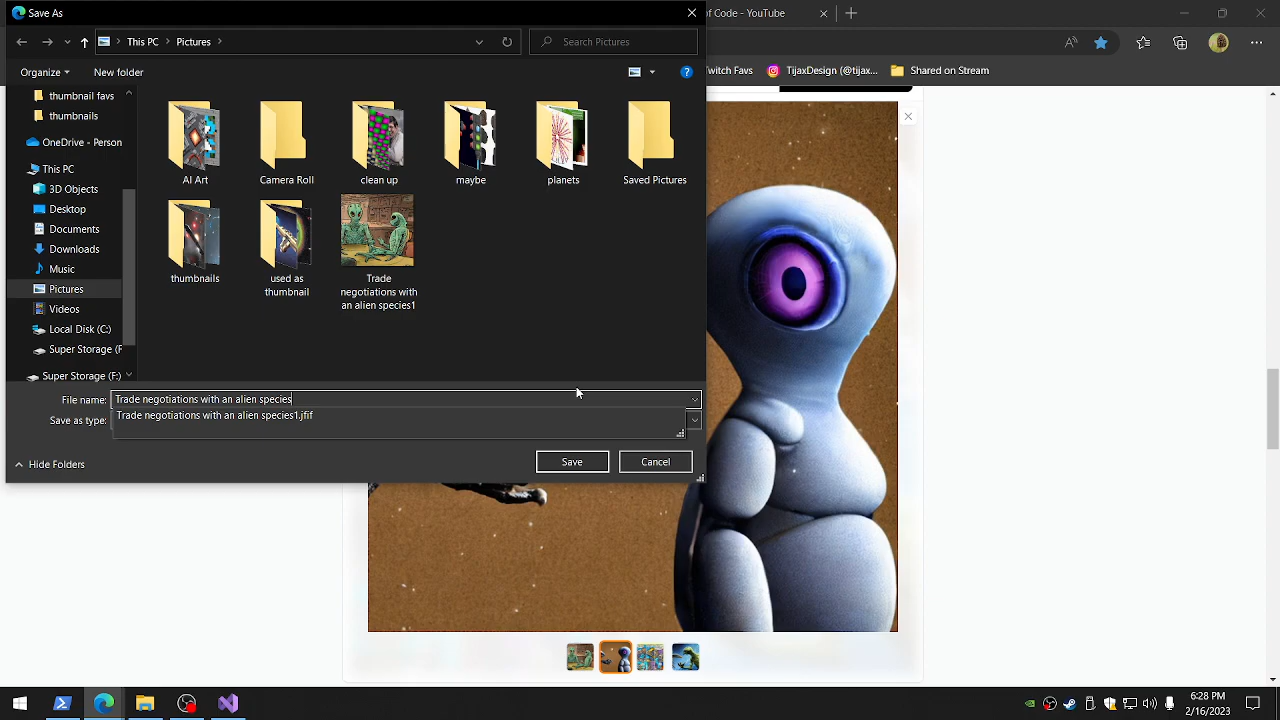 Save As
of Code - YouTube
This PC
Pictures
Search Pictures
Organize
New folder
Twitch Favs
TijaxDesign (@tijax...
Shared on Stream
thumbnail favs
thumbnails
OneDrive - Person
This PC
3D Objects
Desktop
Documents
Downloads
Music
Pictures
Videos
Local Disk (C:)
Super Storage (F
Super Storage (F:)
AI Art
Camera Roll
clean up
maybe
planets
Saved Pictures
thumbnails
used as
thumbnail
Trade
negotiations with
an alien species1
File name:
Trade negotiations with an alien species
Save as type:
Trade negotiations with an alien species1.jfif
Hide Folders
Save
Cancel
6:28 PM
2/16/2023